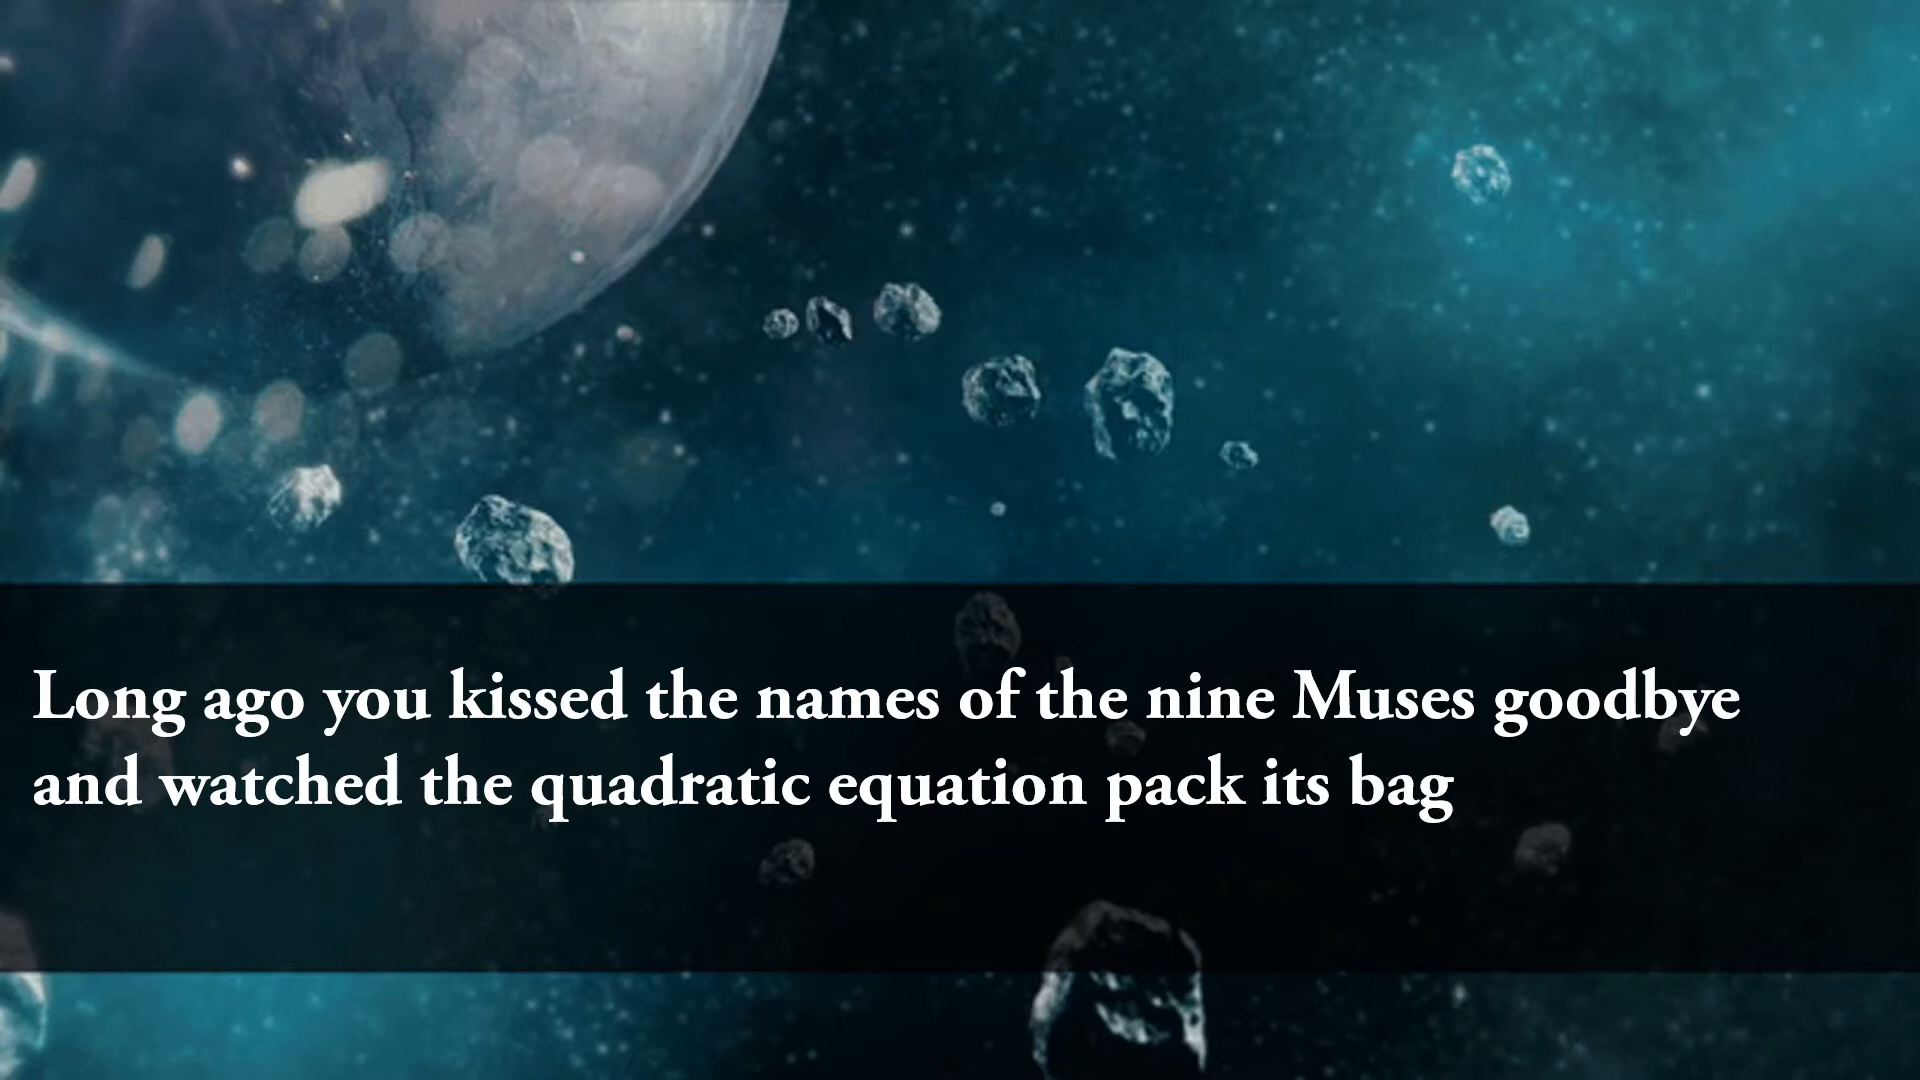 Long ago you kissed the names of the nine Muses goodbye
and watched the quadratic equation pack its bag